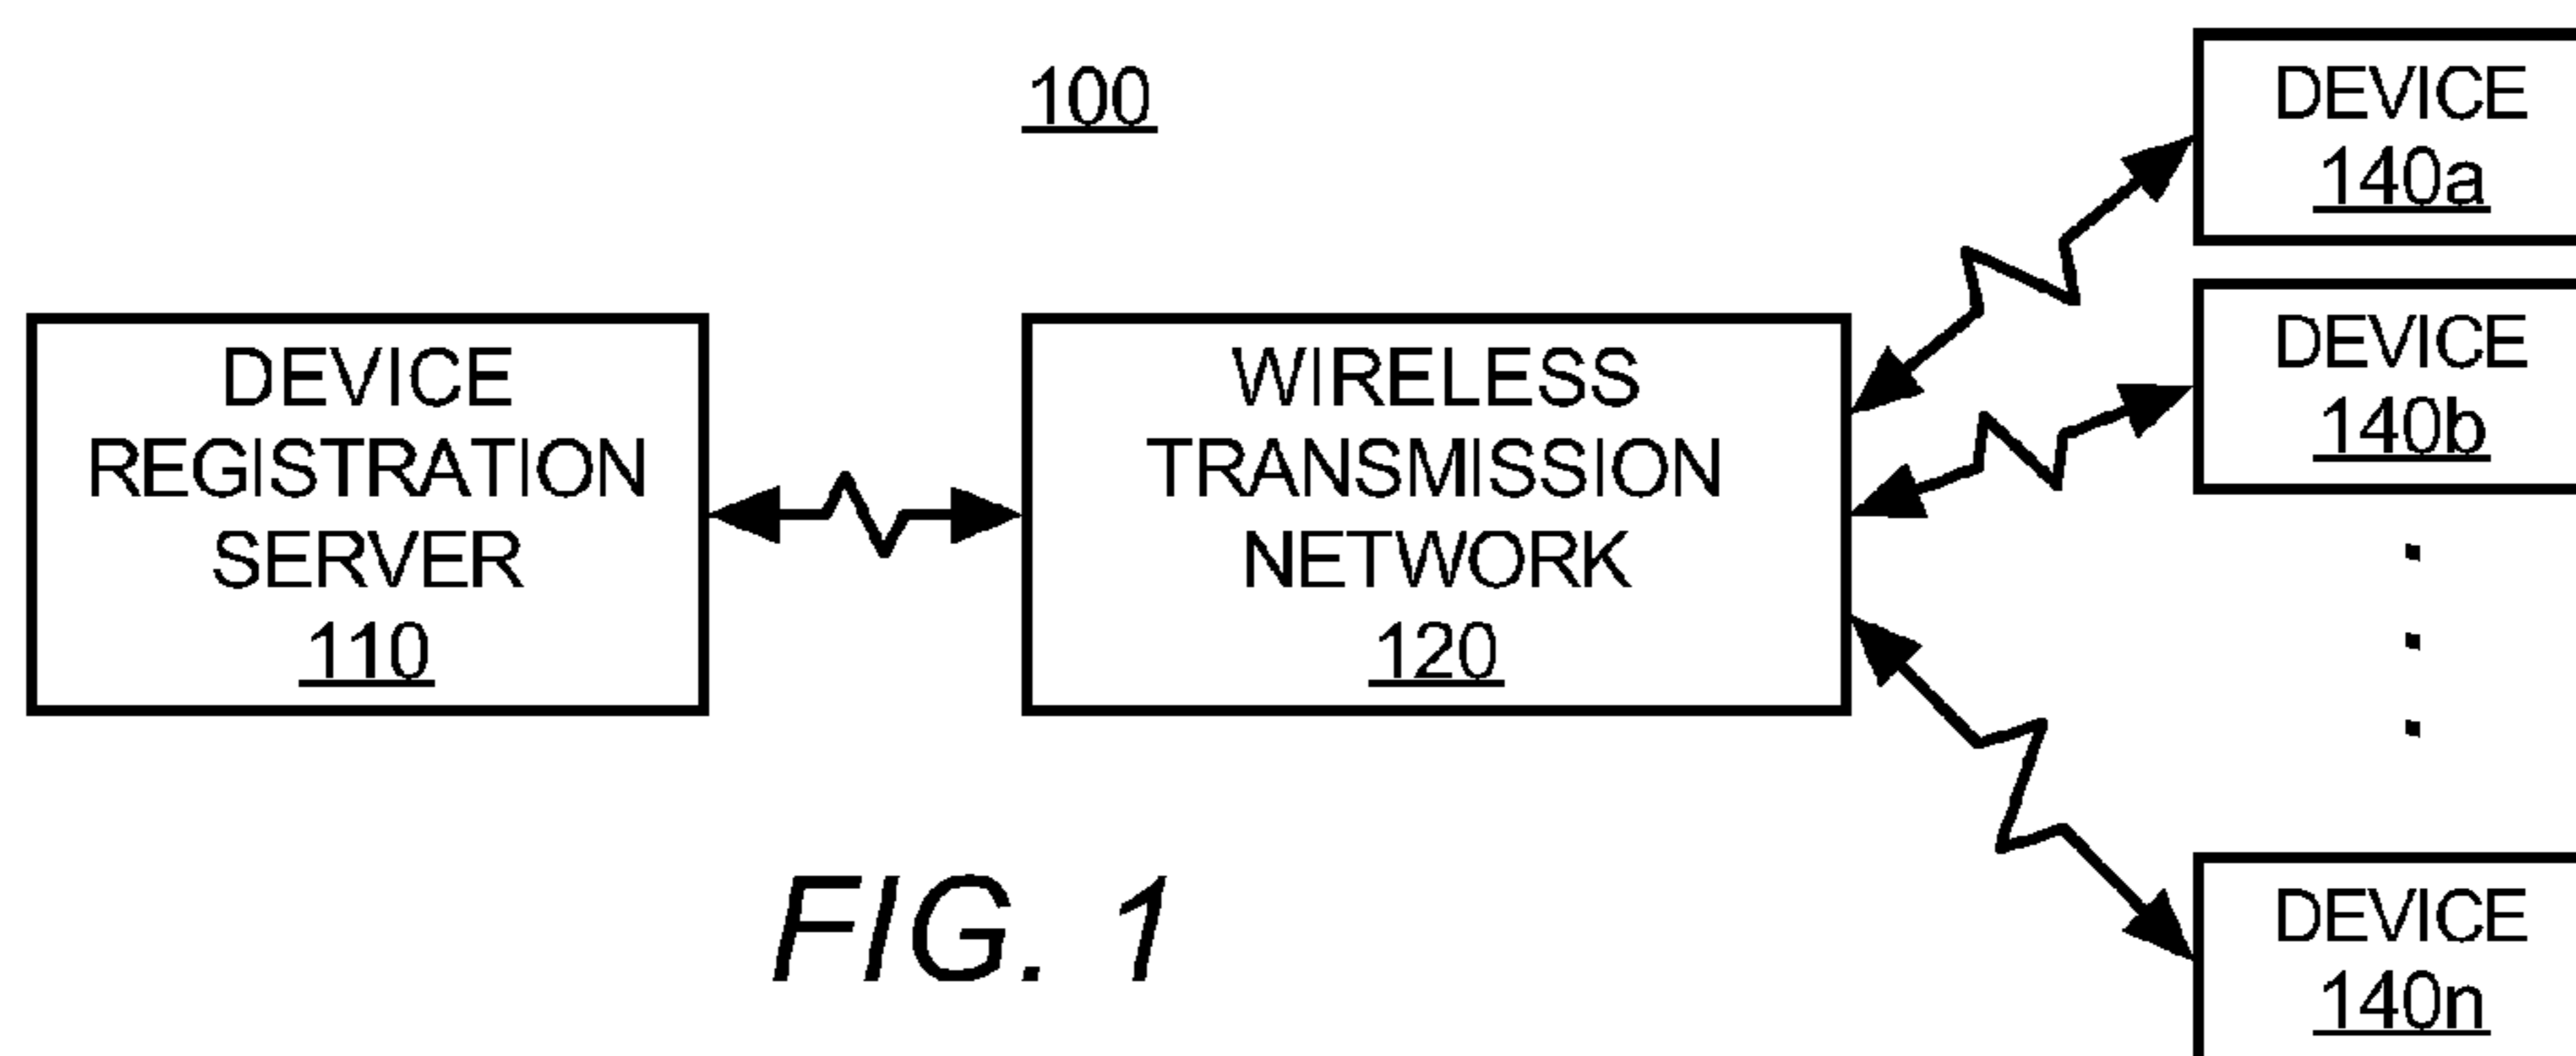 100
DEVICE
REGISTRATION
SERVER
110
WIRELESS
TRANSMISSION
NETWORK
120
DEVICE
140a
DEVICE
140b
DEVICE
140n
FIG. 1